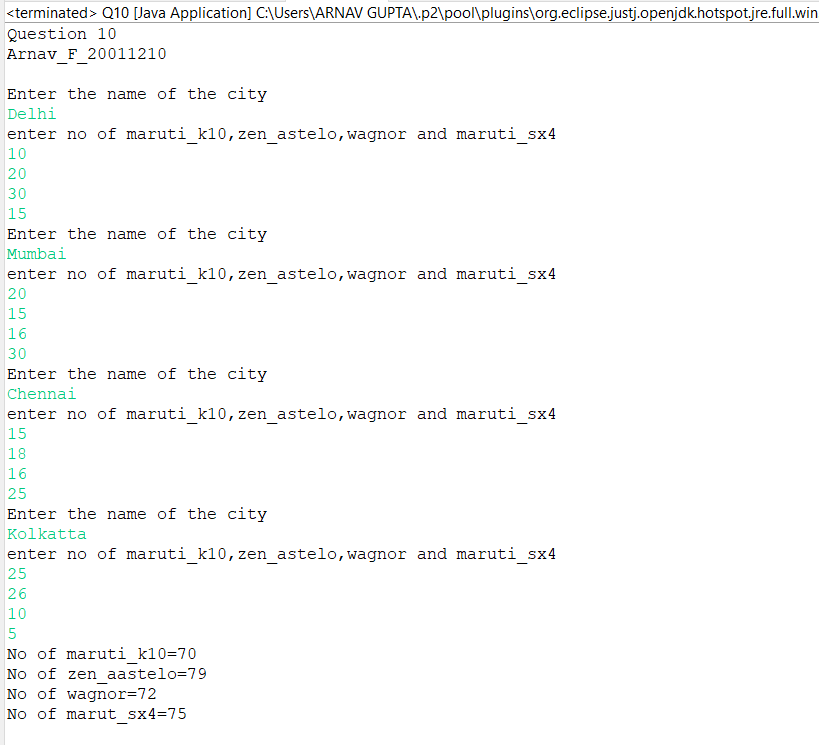 <terminated> Q10 [Java Application] C:\Users\ARNAV GUPTA\.p2\pool\plugins\org.eclipse.justj.openjdk.hotspot.jre.full.win
Question 10
Arnav_F_20011210

Enter the name of the city
Delhi
enter no of maruti_k10,zen_astelo,wagnor and maruti_sx4
10
20
30
15
Enter the name of the city
Mumbai
enter no of maruti_k10,zen_astelo,wagnor and maruti_sx4
20
15
16
30
Enter the name of the city
Chennai
enter no of maruti_k10,zen_astelo,wagnor and maruti_sx4
15
18
16
25
Enter the name of the city
Kolkatta
enter no of maruti_k10,zen_astelo,wagnor and maruti_sx4
25
26
10
5
No of maruti_k10=70
No of zen_aastelo=79
No of wagnor=72
No of marut_sx4=75